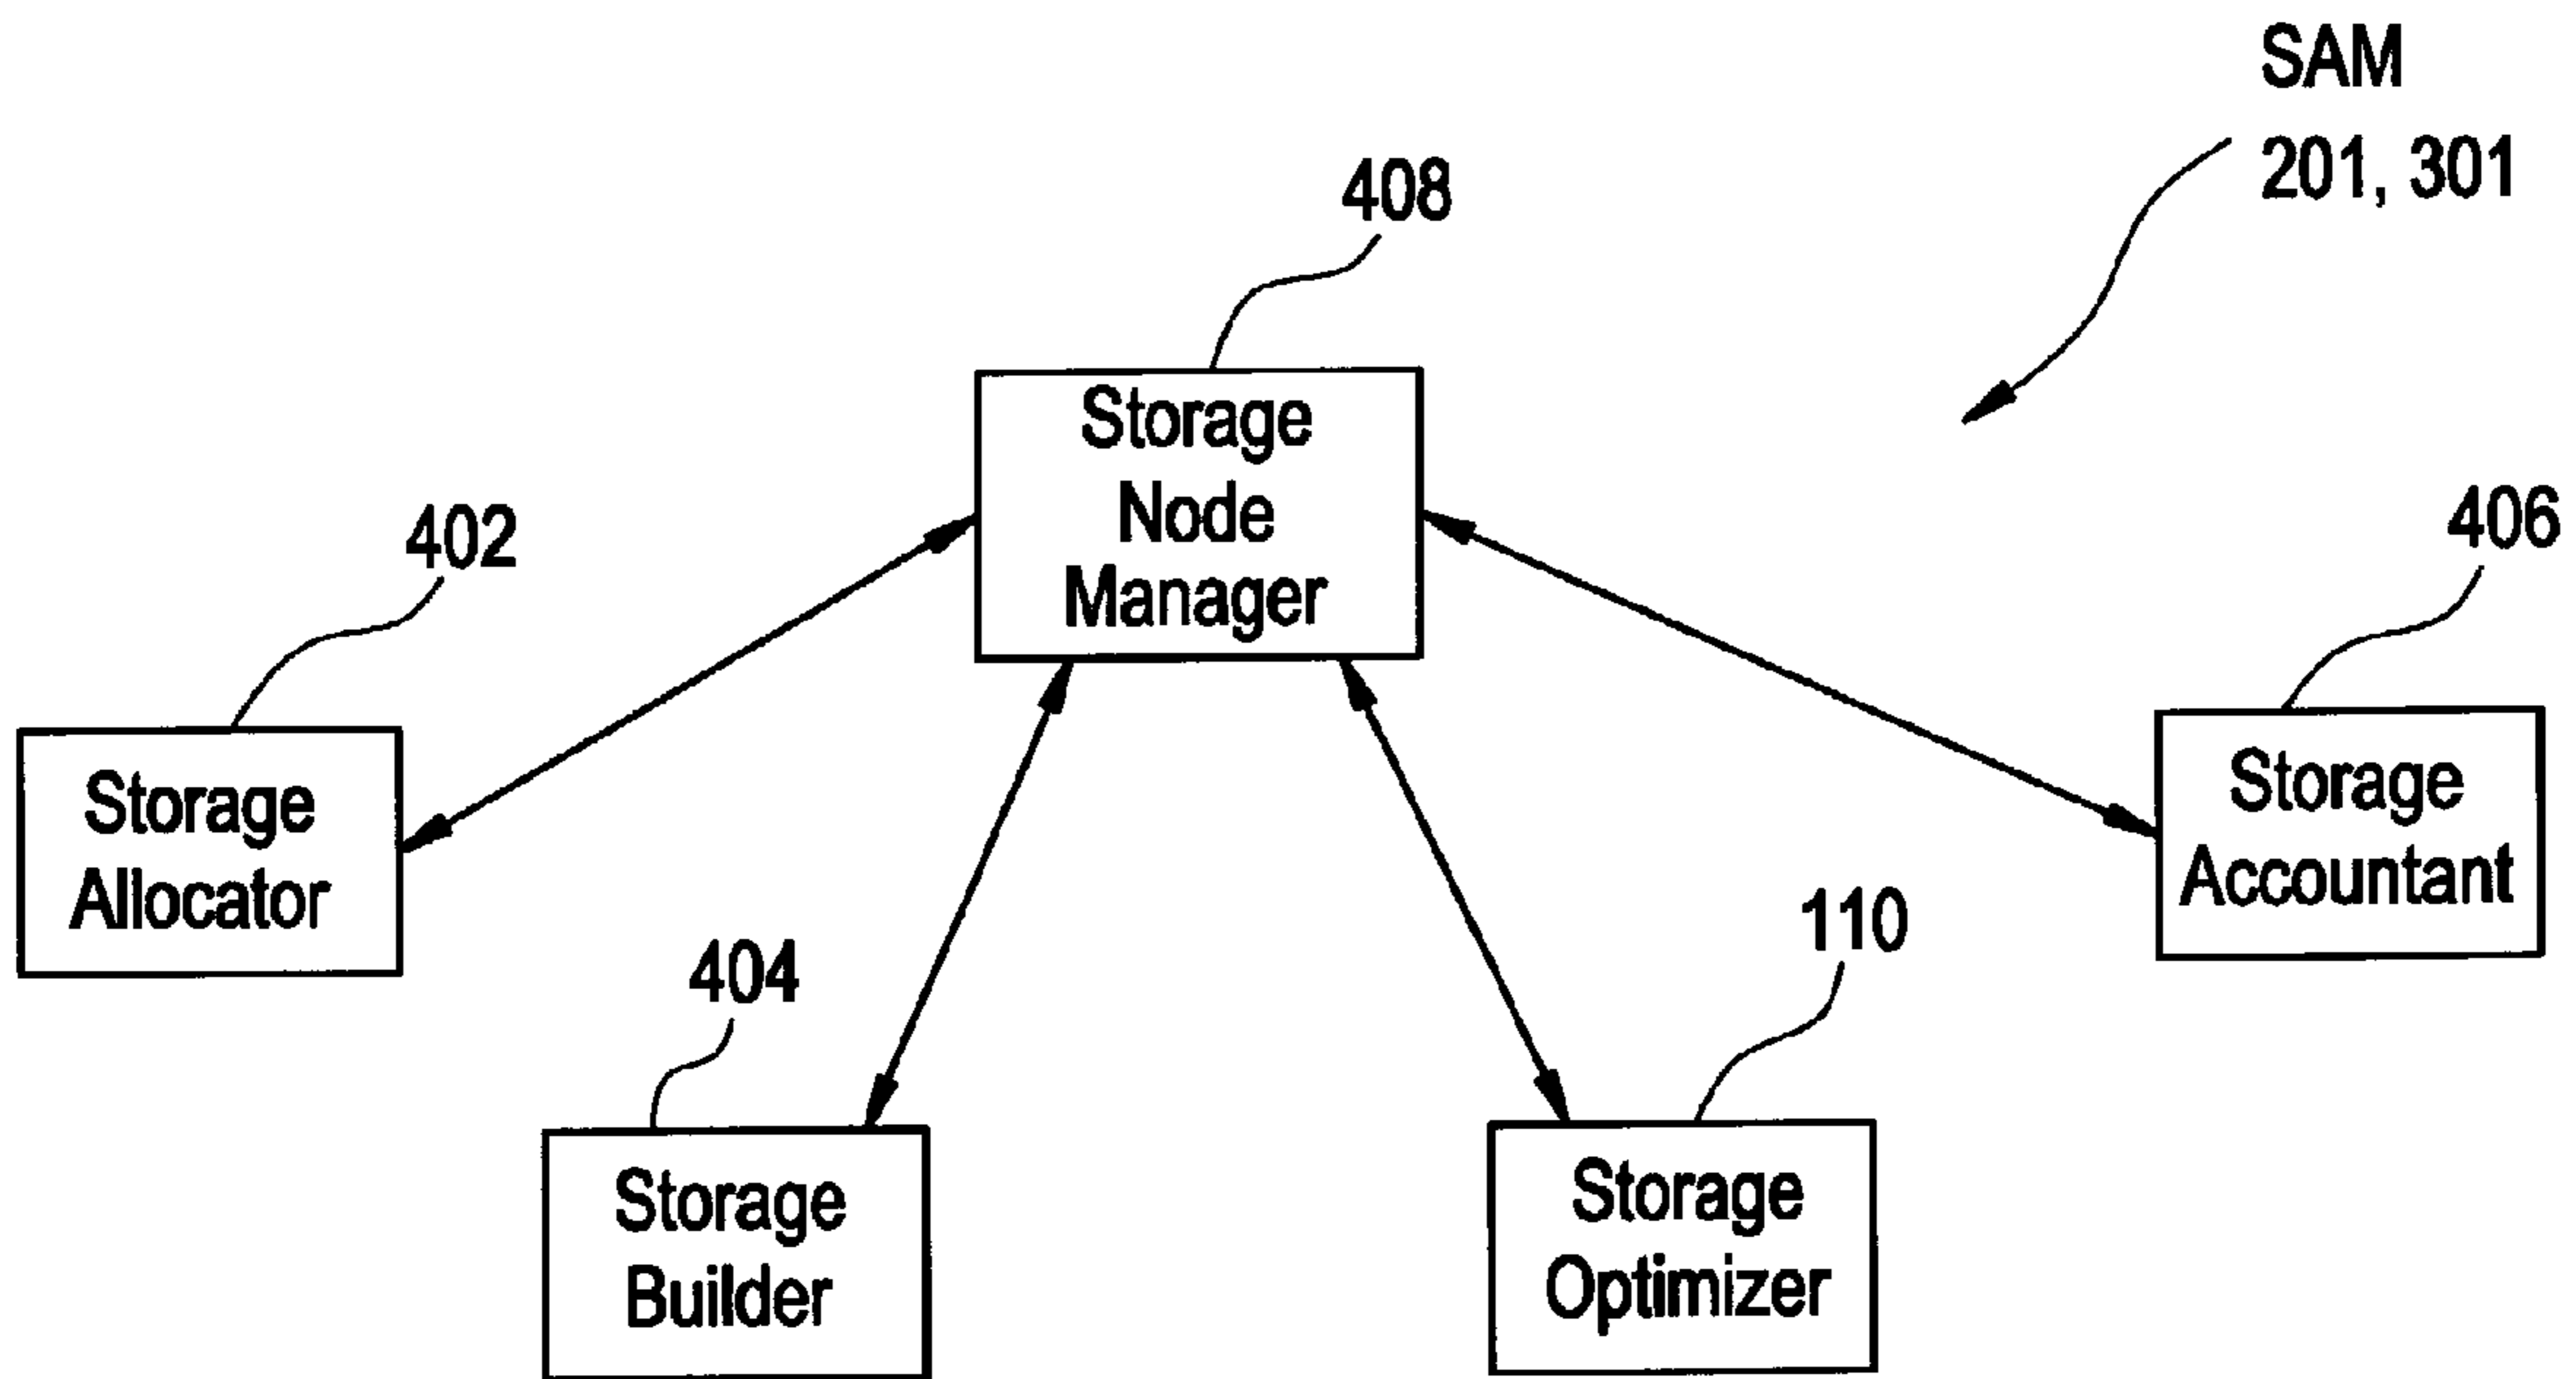 SAM
201, 301
408
Storage
Node
Manager
402
406
Storage
Allocator
Storage
Accountant
404
110
Storage
Builder
Storage
Optimizer